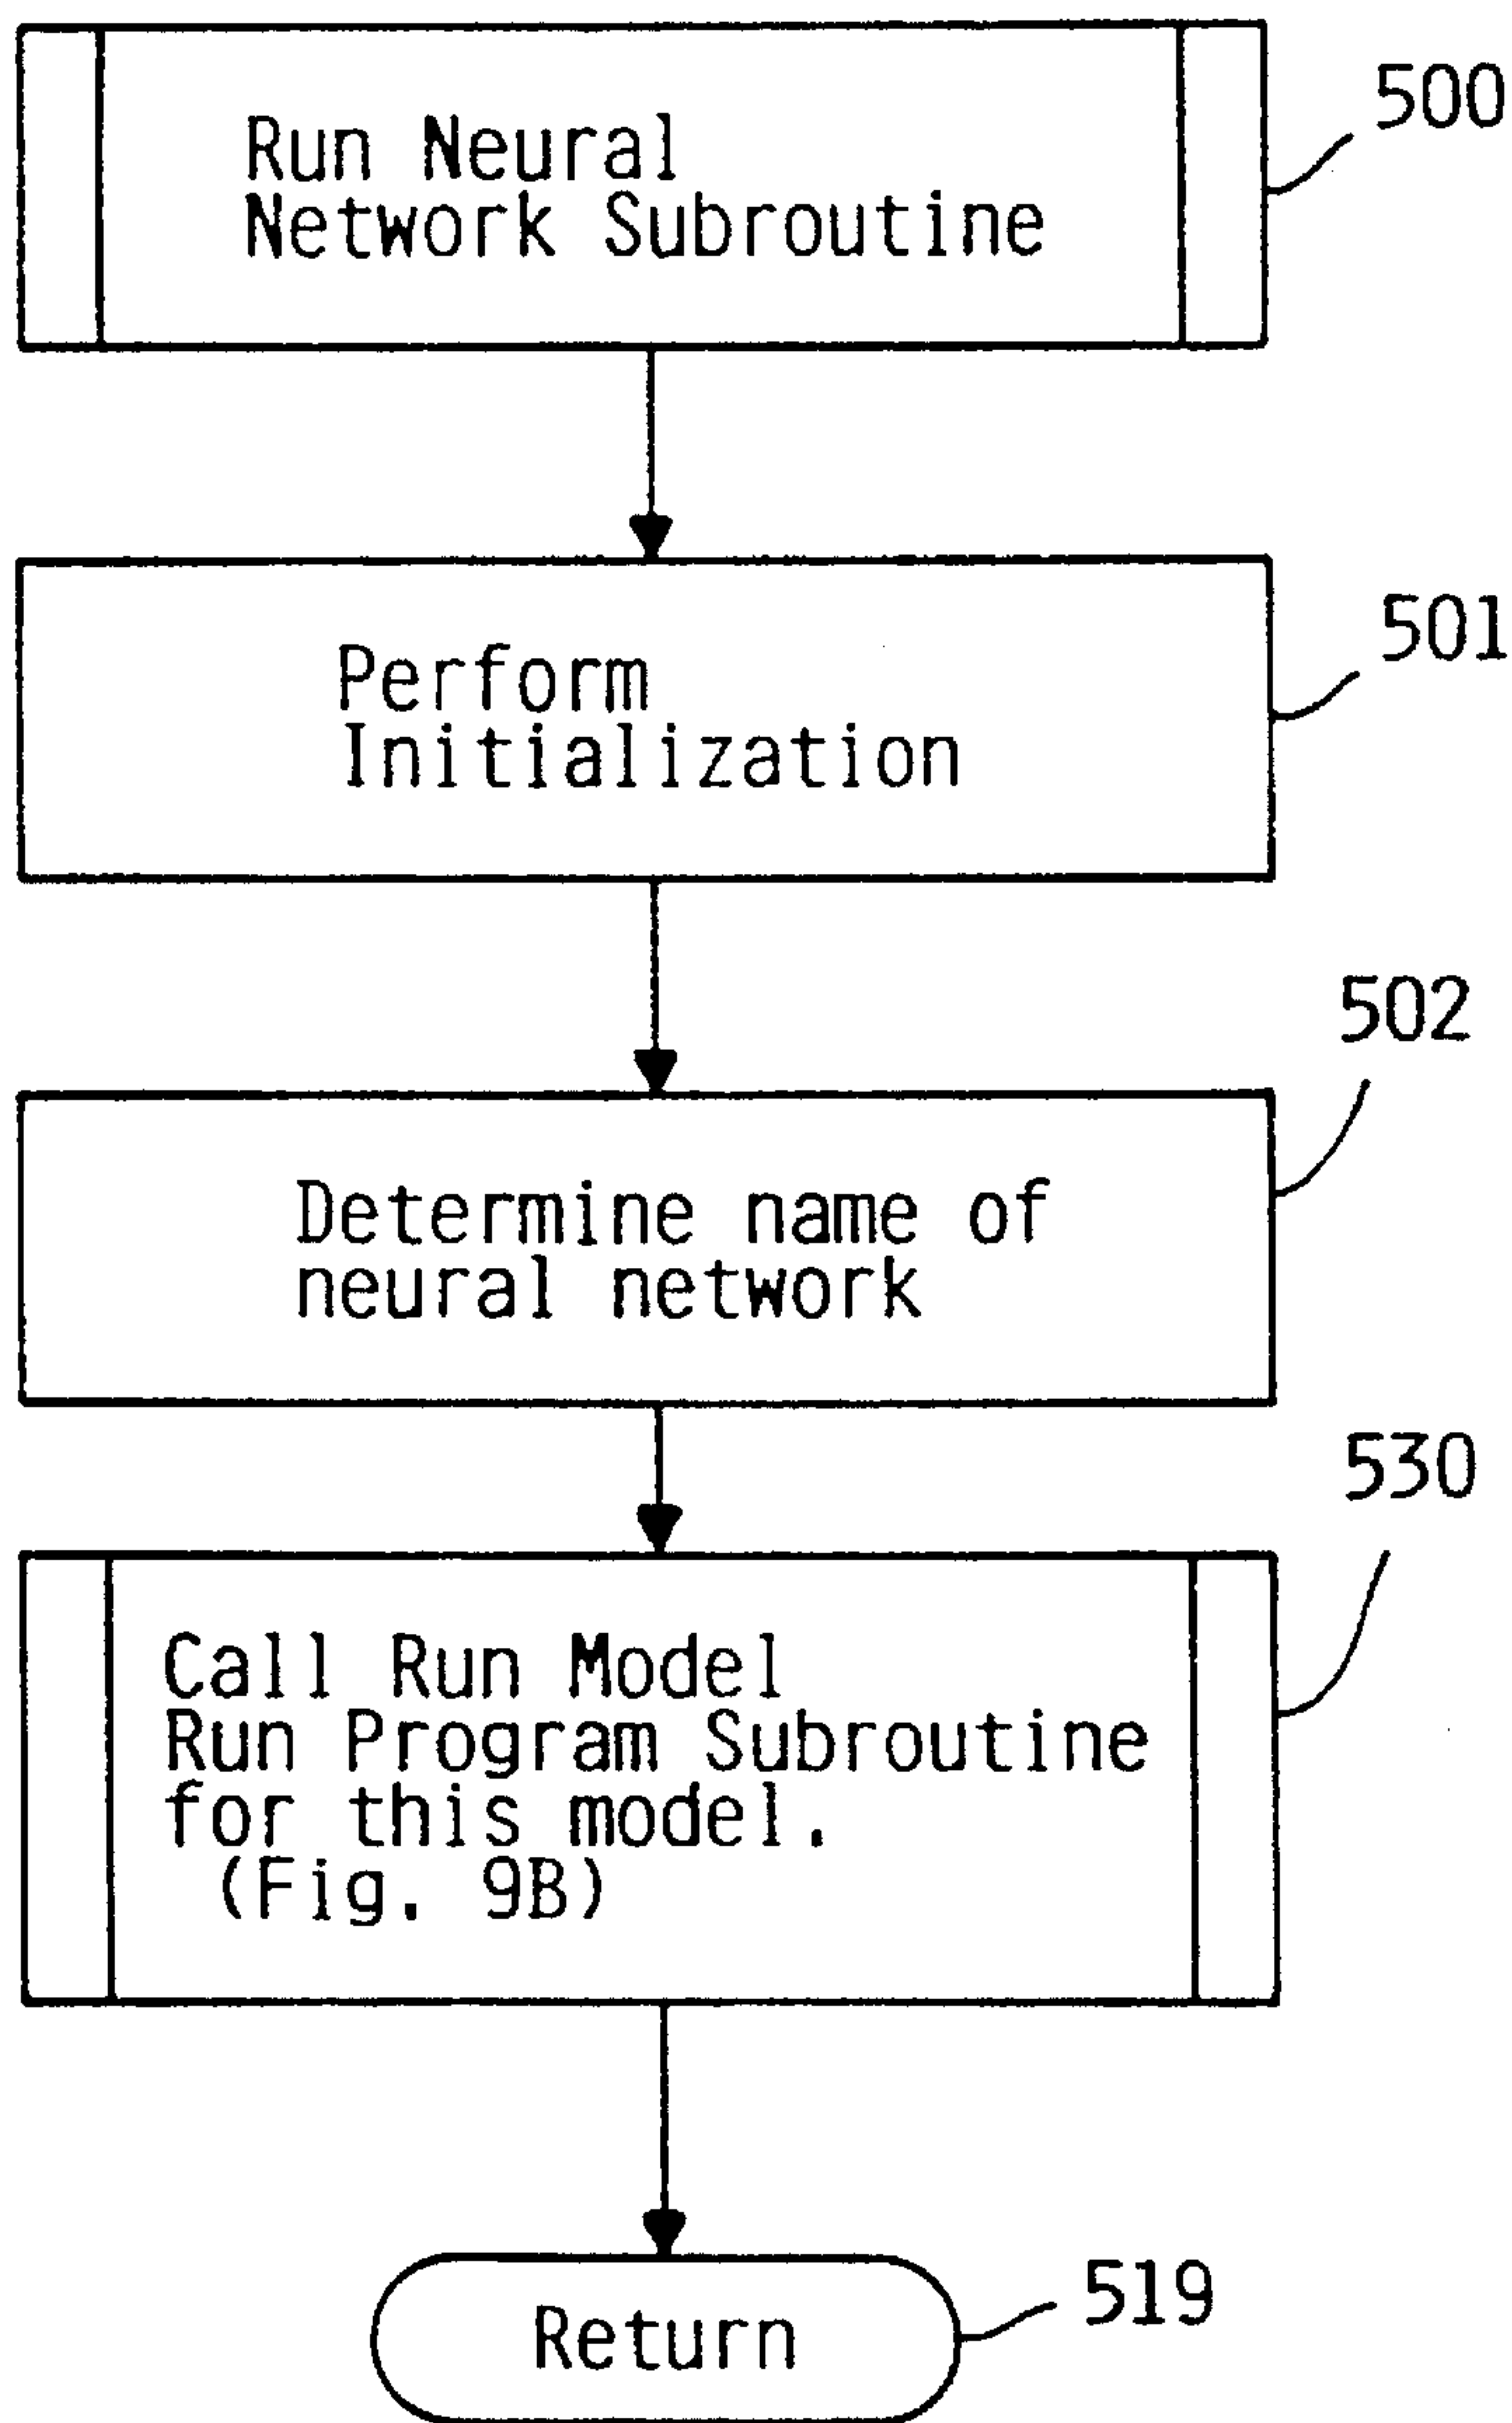 500
Run Neural
Network Subroutine
501
Perform
Initialization
502
Determine name of
neural network
530
Call Run Model
Run Program Subroutine
for this model.
(Fig. 9B)
519
Return